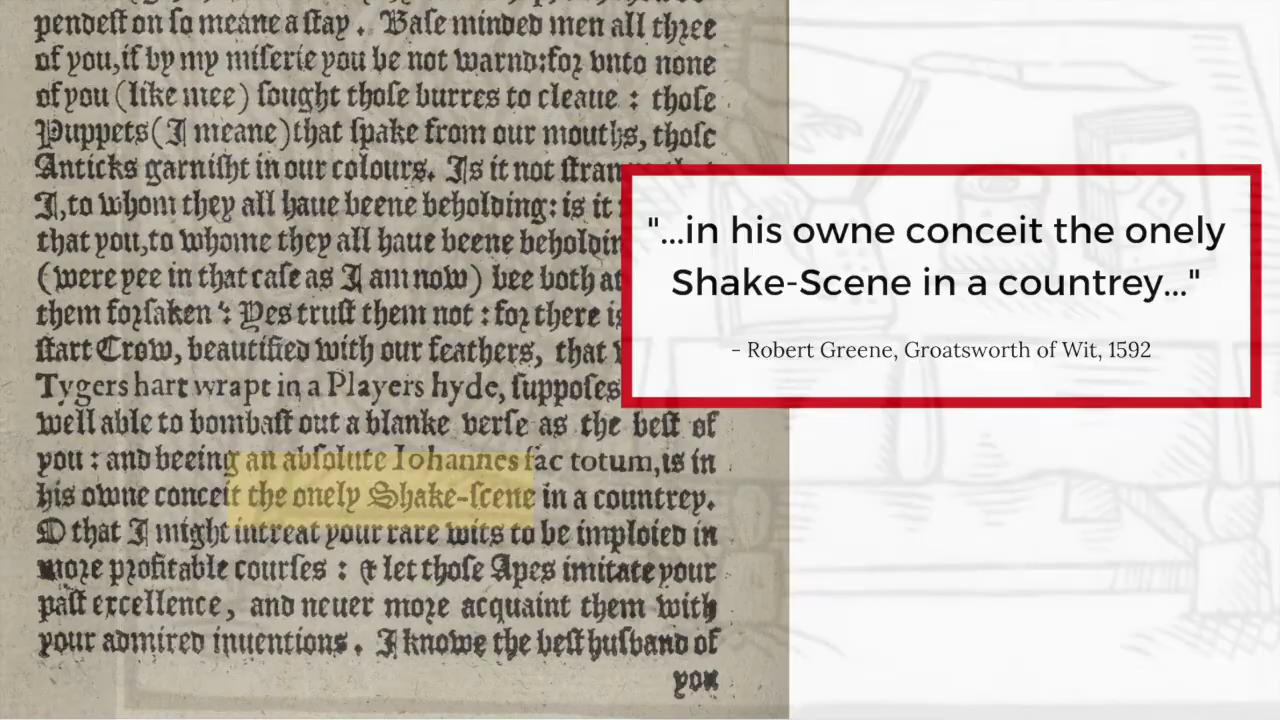 pendeſt on ſo meane a ſtay . Baſe minded men all three
of you, if by my miſerie you be not warnd: for vnto none
of you (like mee) ſought thoſe burres to cleaue : thoſe
Puppets (I meane) that ſpake from our mouths, thoſe
Anticks garniſht in our colours. Is it not
I, to whom they all haue beene beholding: is it
that you, to whome they all haue beene
(were yee in that caſe as I am now) bee both at
them forſaken : Yes truſt them not : for there
ſtart Crow, beautified with our feathers, that
Tygers hart wrapt in a Players hyde, ſuppoſes
well able to bombaſt out a blanke verſe as the beſt of
you : and beeing an abſolute Iohannes fac totum, is in
his owne conceit the onely Shake-ſcene in a countrey.
O that I might intreat your rare wits to be imploied in
more profitable courſes : & let thoſe Apes imitate your
paſt excellence, and neuer more acquaint them with
your admired inuentions . I knowe the beſt huſband of
you
"...in his owne conceit the onely
Shake-Scene in a countrey..."
– Robert Greene, Groatsworth of Wit, 1592